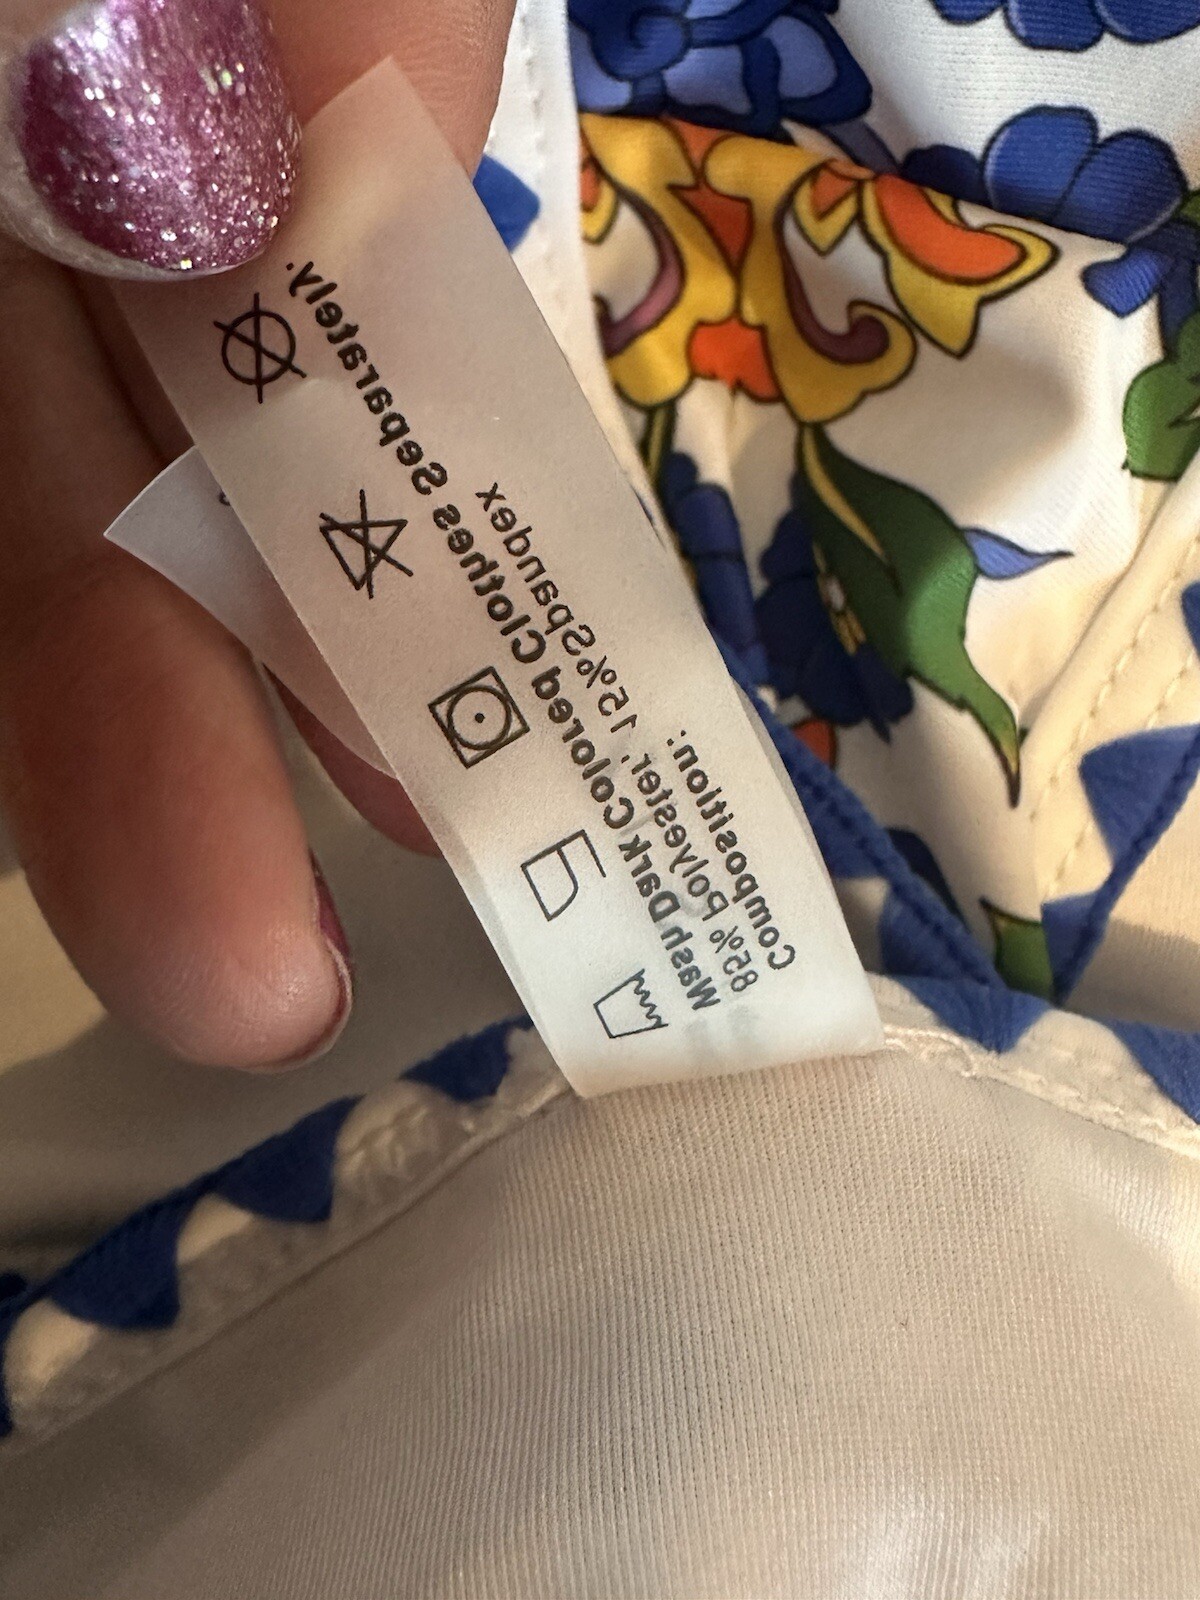 Composition:
85% Polyester, 15%Spandex
Wash Dark Colored Clothes Separately.